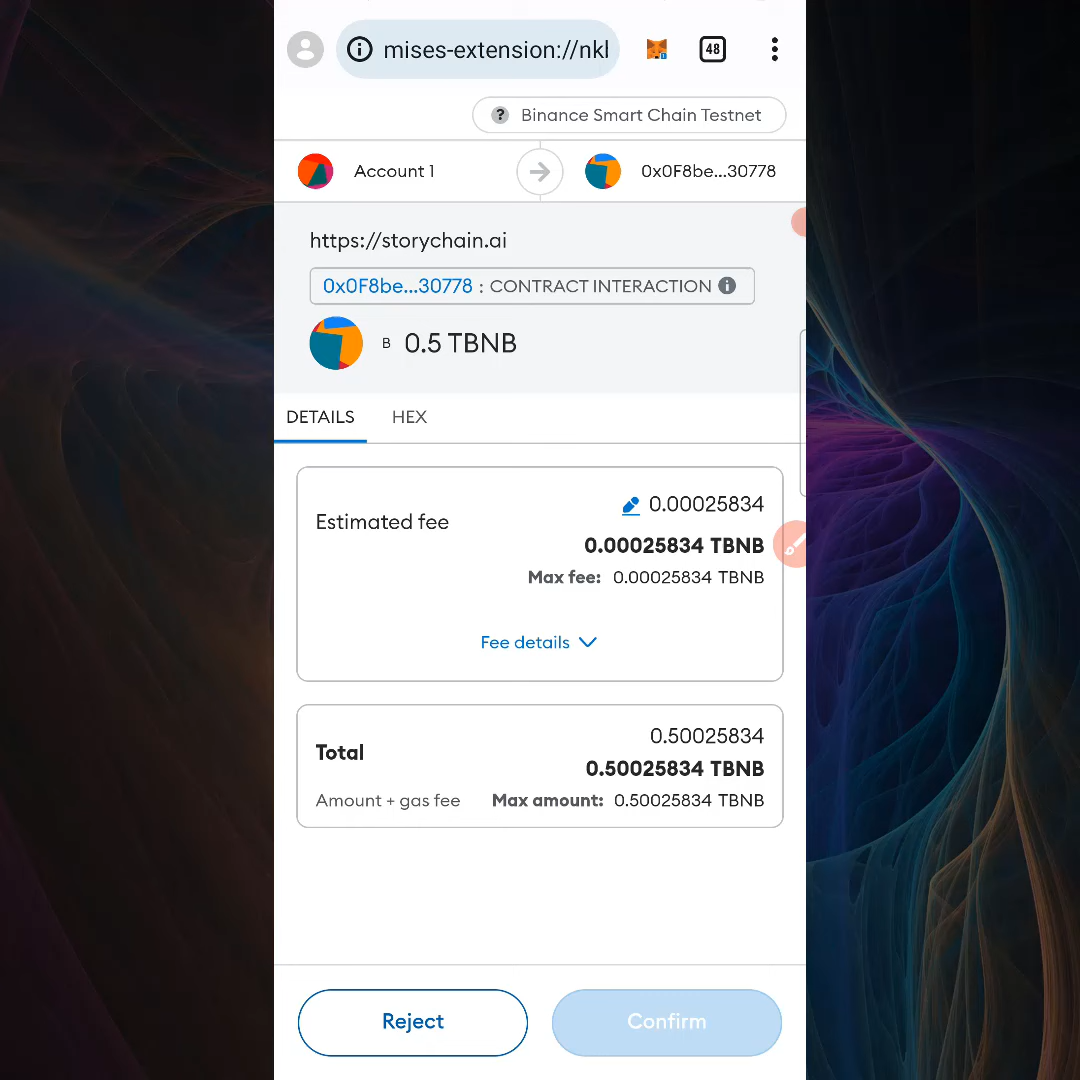 mises-extension://nkl
48
? Binance Smart Chain Testnet
Account 1
0x0F8be...30778
https://storychain.ai
0x0F8be...30778 : CONTRACT INTERACTION
B 0.5 TBNB
DETAILS HEX
0.00025834
Estimated fee
0.00025834 TBNB
Max fee: 0.00025834 TBNB
Fee details
0.50025834
Total
0.50025834 TBNB
Amount + gas fee Max amount: 0.50025834 TBNB
Reject Confirm